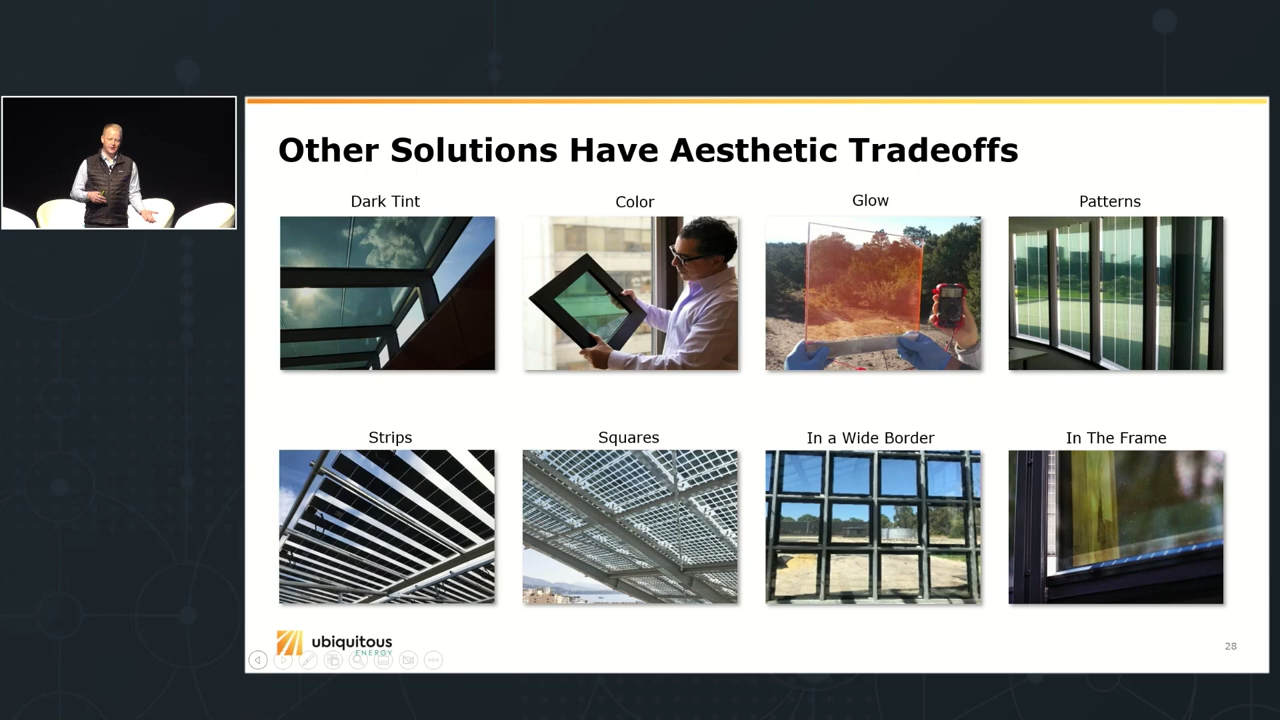 Other Solutions Have Aesthetic Tradeoffs
Dark Tint
Color
Glow
Patterns
Strips
Squares
In a Wide Border
In The Frame
ubiquitous
ENERGY
28